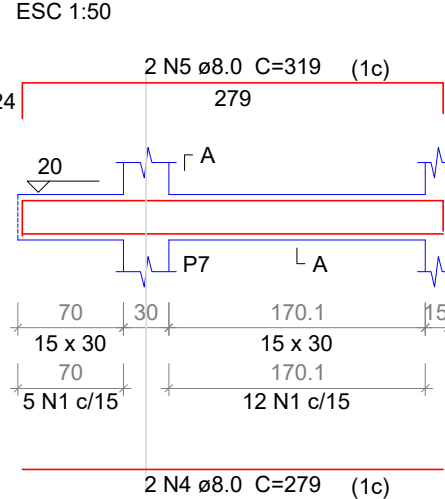 ESC 1:50
2 N5 ø8.0 C=319 (1c)
24 279
A
20
P7 A
70 30 170.1 15
15 x 30 15 x 30
70 170.1
5 N1 c/15 12 N1 c/15
2 N4 ø8.0 C=279 (1c)